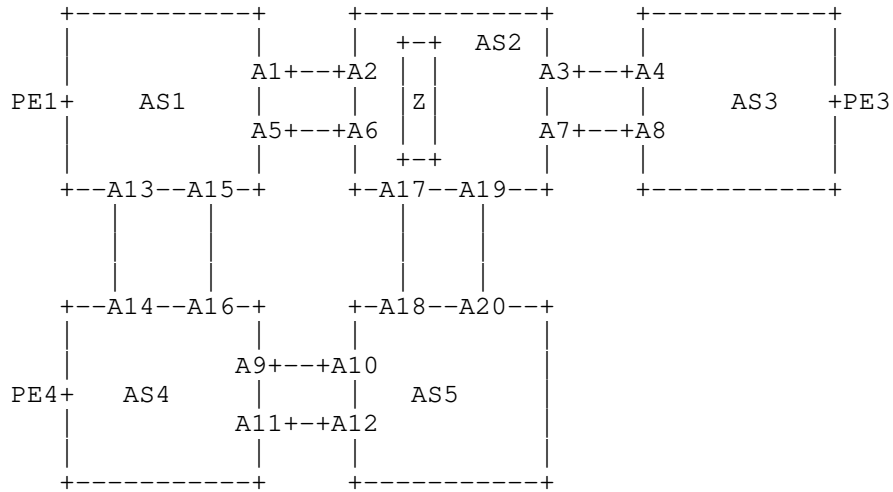 AS2
A1 A2 A3 A4
PE1 AS1 Z AS3 PE3
A5 A6 A7 A8
A13 A15 A17 A19
A14 A16 A18 A20
A9 A10
PE4 AS4 AS5
A11 A12